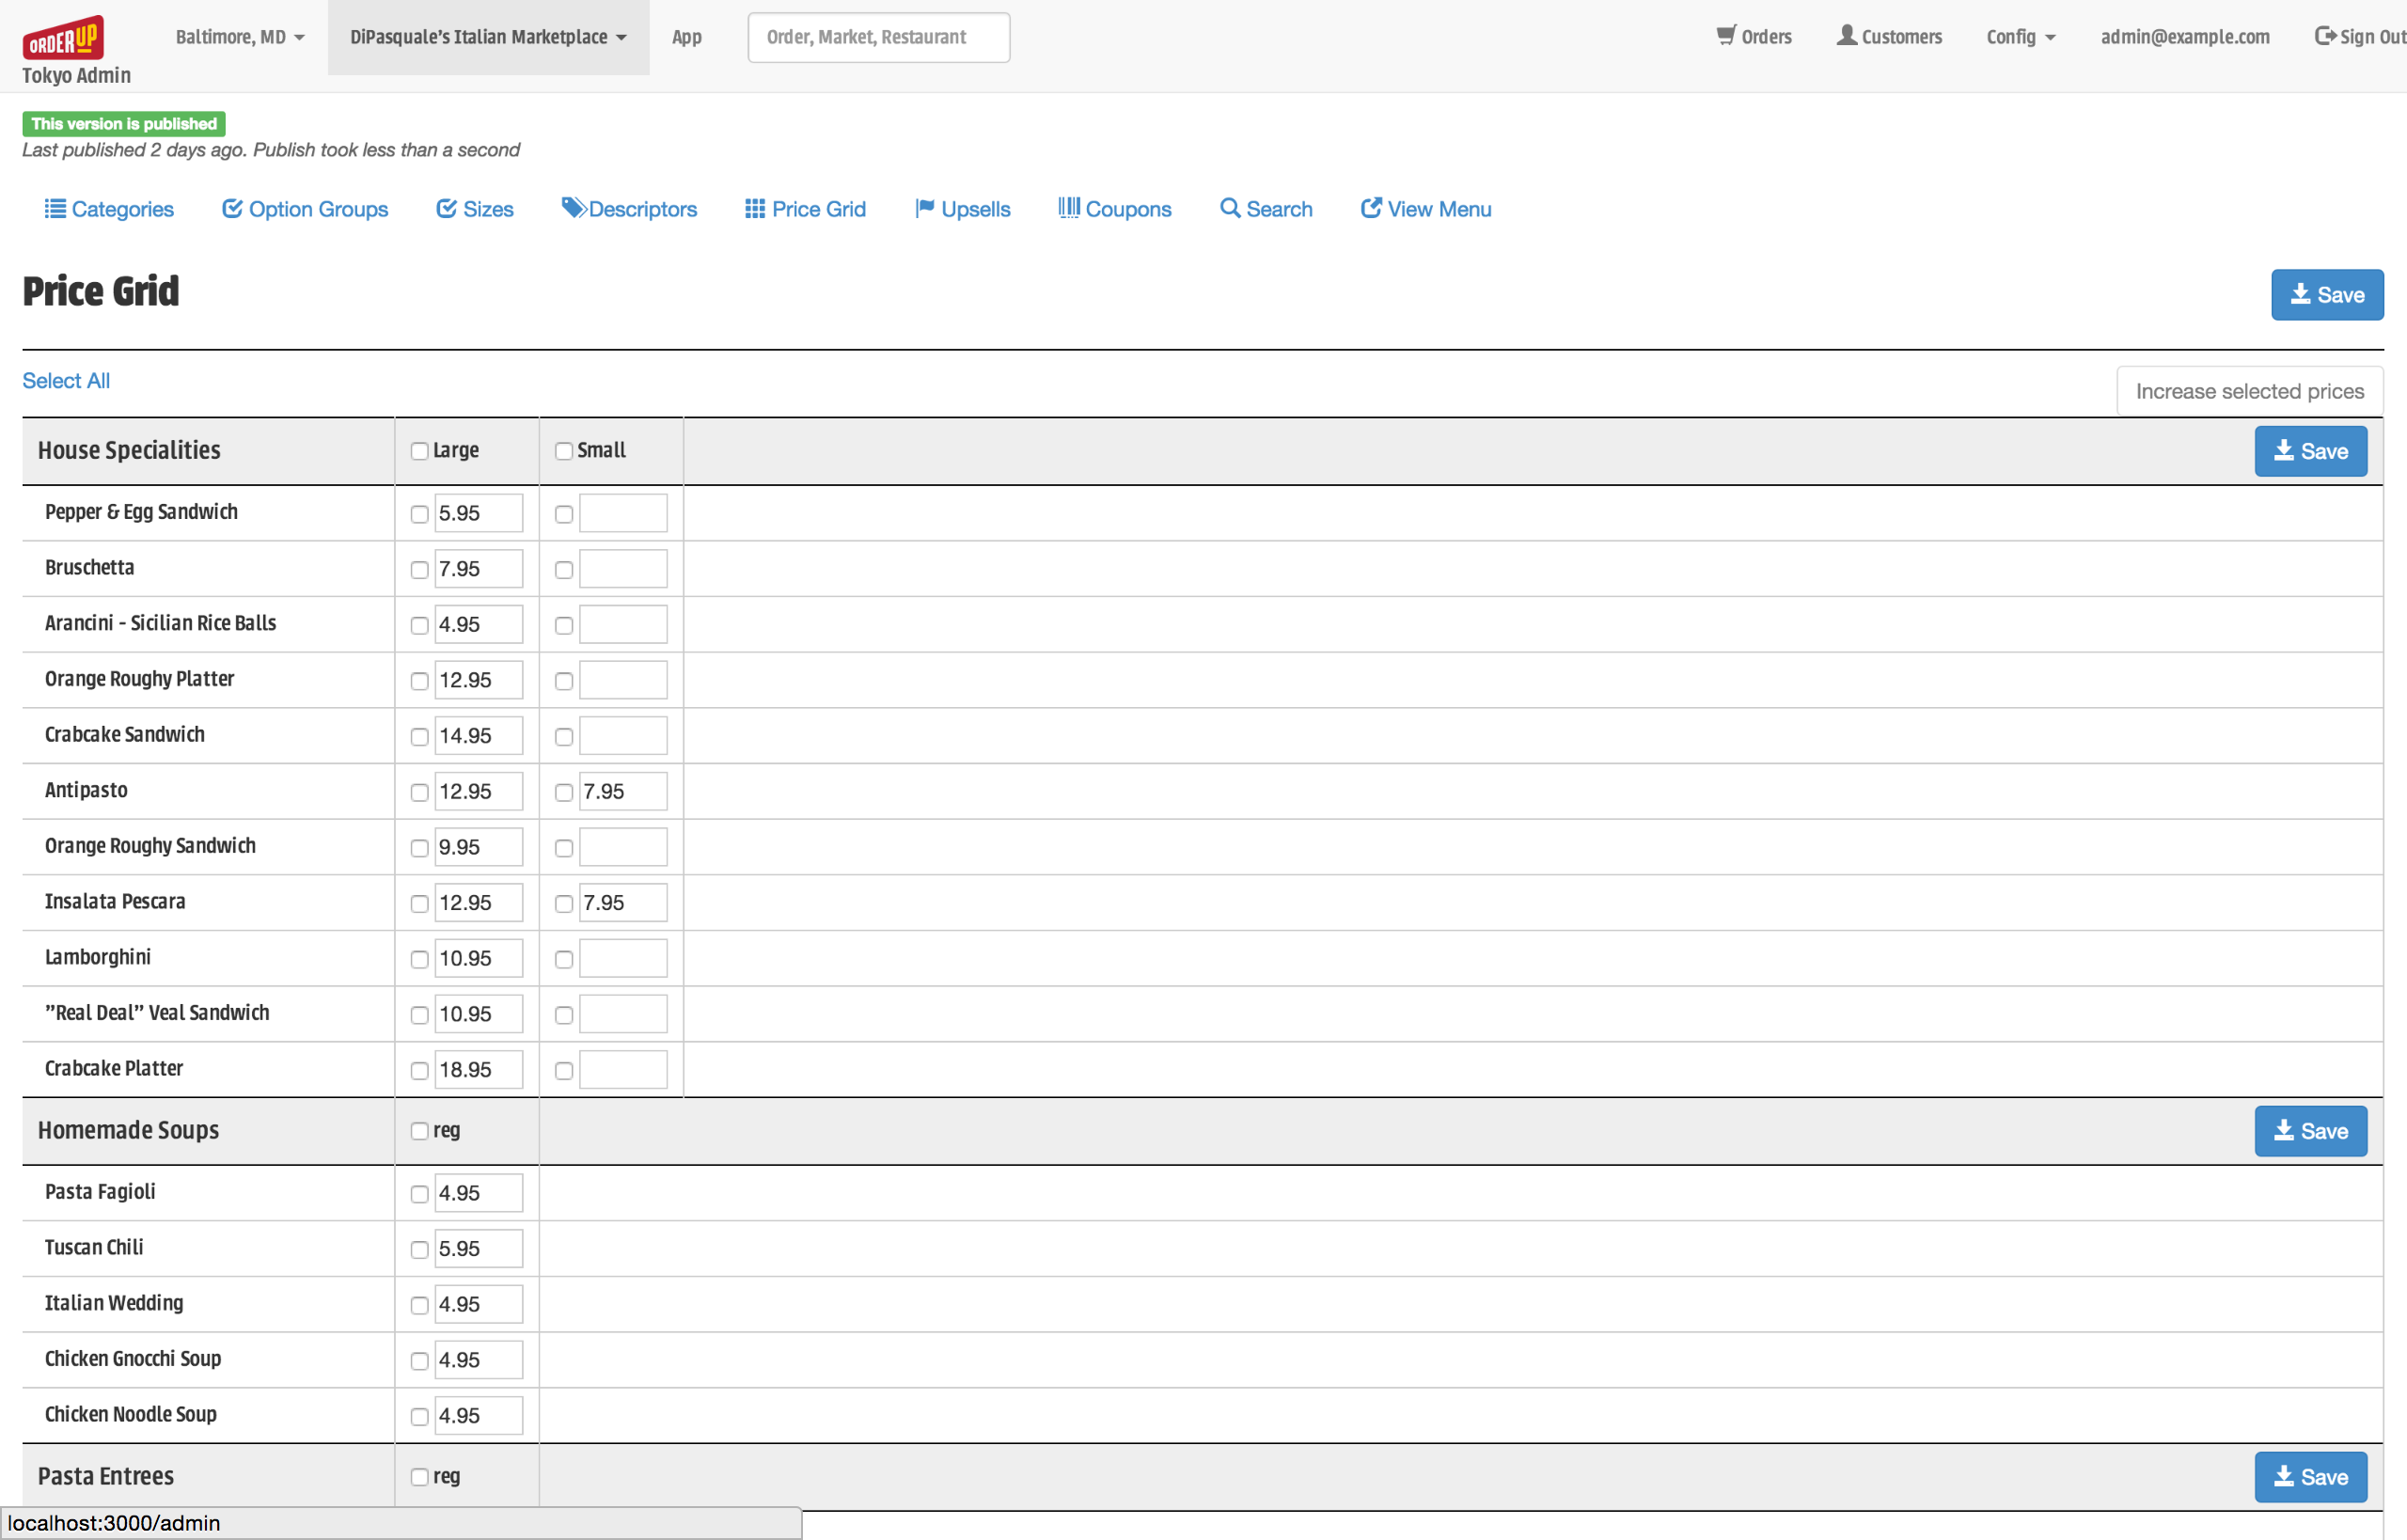 ORDERUP
Tokyo Admin
Baltimore, MD
DiPasquale's Italian Marketplace
App
Order, Market, Restaurant
Orders
Customers
Config
admin@example.com
Sign Out
This version is published
Last published 2 days ago. Publish took less than a second
Categories
Option Groups
Sizes
Descriptors
Price Grid
Upsells
Coupons
Search
View Menu
Price Grid
Save
Select All
Increase selected prices
House Specialities Large Small Save
Pepper & Egg Sandwich 5.95
Bruschetta 7.95
Arancini - Sicilian Rice Balls 4.95
Orange Roughy Platter 12.95
Crabcake Sandwich 14.95
Antipasto 12.95 7.95
Orange Roughy Sandwich 9.95
Insalata Pescara 12.95 7.95
Lamborghini 10.95
”Real Deal” Veal Sandwich 10.95
Crabcake Platter 18.95
Homemade Soups reg Save
Pasta Fagioli 4.95
Tuscan Chili 5.95
Italian Wedding 4.95
Chicken Gnocchi Soup 4.95
Chicken Noodle Soup 4.95
Pasta Entrees reg Save
localhost:3000/admin